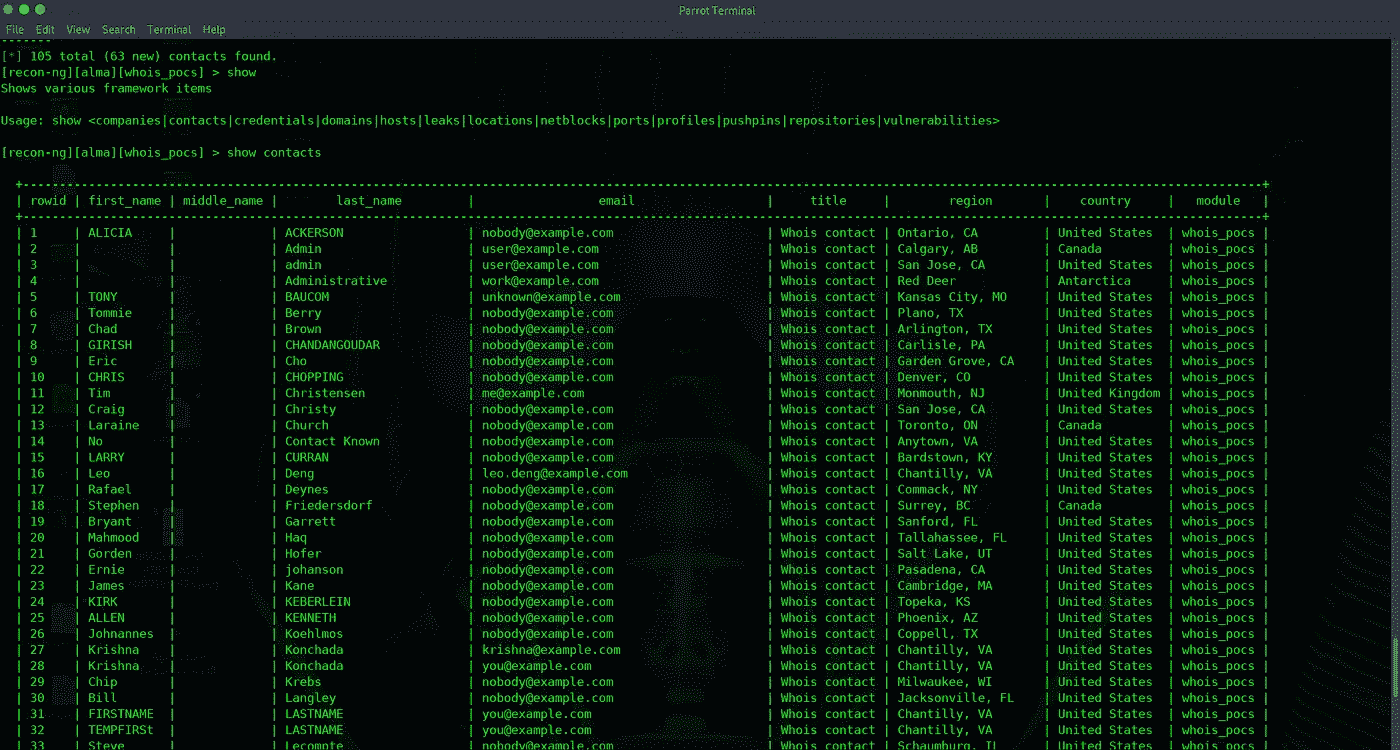 Parrot Terminal
File Edit View Search Terminal Help
-------
[*] 105 total (63 new) contacts found.
[recon-ng][alma][whois_pocs] > show
Shows various framework items
Usage: show <companies|contacts|credentials|domains|hosts|leaks|locations|netblocks|ports|profiles|pushpins|repositories|vulnerabilities>
[recon-ng][alma][whois_pocs] > show contacts
| rowid | first_name | middle_name | last_name | email | title | region | country | module |
| 1 | ALICIA | | ACKERSON | nobody@example.com | Whois contact | Ontario, CA | United States | whois_pocs |
| 2 | | | Admin | user@example.com | Whois contact | Calgary, AB | Canada | whois_pocs |
| 3 | | | admin | user@example.com | Whois contact | San Jose, CA | United States | whois_pocs |
| 4 | | | Administrative | work@example.com | Whois contact | Red Deer | Antarctica | whois_pocs |
| 5 | TONY | | BAUCOM | unknown@example.com | Whois contact | Kansas City, MO | United States | whois_pocs |
| 6 | Tommie | | Berry | nobody@example.com | Whois contact | Plano, TX | United States | whois_pocs |
| 7 | Chad | | Brown | nobody@example.com | Whois contact | Arlington, TX | United States | whois_pocs |
| 8 | GIRISH | | CHANDANGOUDAR | nobody@example.com | Whois contact | Carlisle, PA | United States | whois_pocs |
| 9 | Eric | | Cho | nobody@example.com | Whois contact | Garden Grove, CA | United States | whois_pocs |
| 10 | CHRIS | | CHOPPING | nobody@example.com | Whois contact | Denver, CO | United States | whois_pocs |
| 11 | Tim | | Christensen | me@example.com | Whois contact | Monmouth, NJ | United Kingdom | whois_pocs |
| 12 | Craig | | Christy | nobody@example.com | Whois contact | San Jose, CA | United States | whois_pocs |
| 13 | Laraine | | Church | nobody@example.com | Whois contact | Toronto, ON | Canada | whois_pocs |
| 14 | No | | Contact Known | nobody@example.com | Whois contact | Anytown, VA | United States | whois_pocs |
| 15 | LARRY | | CURRAN | nobody@example.com | Whois contact | Bardstown, KY | United States | whois_pocs |
| 16 | Leo | | Deng | leo.deng@example.com | Whois contact | Chantilly, VA | United States | whois_pocs |
| 17 | Rafael | | Deynes | nobody@example.com | Whois contact | Commack, NY | United States | whois_pocs |
| 18 | Stephen | | Friedersdorf | nobody@example.com | Whois contact | Surrey, BC | Canada | whois_pocs |
| 19 | Bryant | | Garrett | nobody@example.com | Whois contact | Sanford, FL | United States | whois_pocs |
| 20 | Mahmood | | Haq | nobody@example.com | Whois contact | Tallahassee, FL | United States | whois_pocs |
| 21 | Gorden | | Hofer | nobody@example.com | Whois contact | Salt Lake, UT | United States | whois_pocs |
| 22 | Ernie | | johanson | nobody@example.com | Whois contact | Pasadena, CA | United States | whois_pocs |
| 23 | James | | Kane | nobody@example.com | Whois contact | Cambridge, MA | United States | whois_pocs |
| 24 | KIRK | | KEBERLEIN | nobody@example.com | Whois contact | Topeka, KS | United States | whois_pocs |
| 25 | ALLEN | | KENNETH | nobody@example.com | Whois contact | Phoenix, AZ | United States | whois_pocs |
| 26 | Johnannes | | Koehlmos | nobody@example.com | Whois contact | Coppell, TX | United States | whois_pocs |
| 27 | Krishna | | Konchada | krishna@example.com | Whois contact | Chantilly, VA | United States | whois_pocs |
| 28 | Krishna | | Konchada | you@example.com | Whois contact | Chantilly, VA | United States | whois_pocs |
| 29 | Chip | | Krebs | nobody@example.com | Whois contact | Milwaukee, WI | United States | whois_pocs |
| 30 | Bill | | Langley | nobody@example.com | Whois contact | Jacksonville, FL | United States | whois_pocs |
| 31 | FIRSTNAME | | LASTNAME | you@example.com | Whois contact | Chantilly, VA | United States | whois_pocs |
| 32 | TEMPFIRSt | | LASTNAME | you@example.com | Whois contact | Chantilly, VA | United States | whois_pocs |
| 33 | Steve | | Lecompte | nobody@example.com | Whois contact | Schaumburg, IL | United States | whois_pocs |